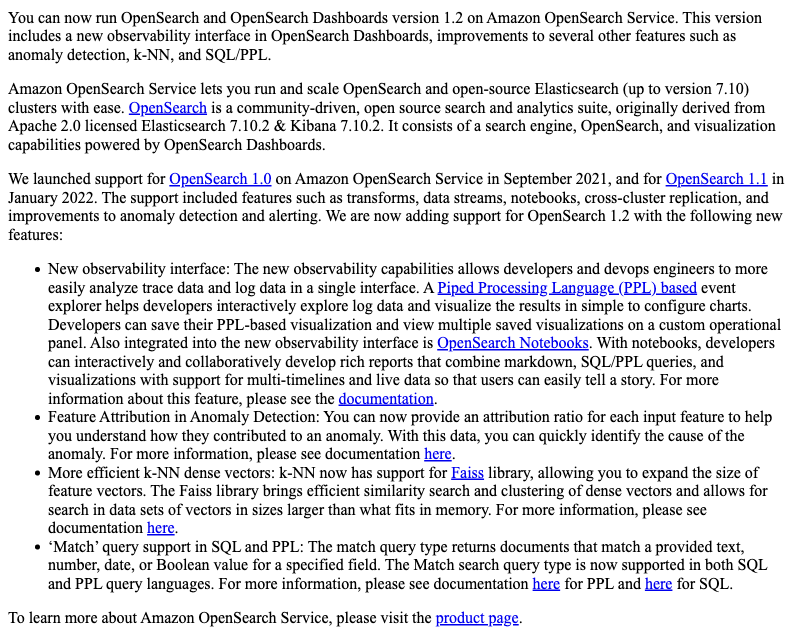 You can now run OpenSearch and OpenSearch Dashboards version 1.2 on Amazon OpenSearch Service. This version
includes a new observability interface in OpenSearch Dashboards, improvements to several other features such as
anomaly detection, k-NN, and SQL/PPL.
Amazon OpenSearch Service lets you run and scale OpenSearch and open-source Elasticsearch (up to version 7.10)
clusters with ease. OpenSearch is a community-driven, open source search and analytics suite, originally derived from
Apache 2.0 licensed Elasticsearch 7.10.2 & Kibana 7.10.2. It consists of a search engine, OpenSearch, and visualization
capabilities powered by OpenSearch Dashboards.
We launched support for OpenSearch 1.0 on Amazon OpenSearch Service in September 2021, and for OpenSearch 1.1 in
January 2022. The support included features such as transforms, data streams, notebooks, cross-cluster replication, and
improvements to anomaly detection and alerting. We are now adding support for OpenSearch 1.2 with the following new
features:
• New observability interface: The new observability capabilities allows developers and devops engineers to more
easily analyze trace data and log data in a single interface. A Piped Processing Language (PPL) based event
explorer helps developers interactively explore log data and visualize the results in simple to configure charts.
Developers can save their PPL-based visualization and view multiple saved visualizations on a custom operational
panel. Also integrated into the new observability interface is OpenSearch Notebooks. With notebooks, developers
can interactively and collaboratively develop rich reports that combine markdown, SQL/PPL queries, and
visualizations with support for multi-timelines and live data so that users can easily tell a story. For more
information about this feature, please see the documentation.
• Feature Attribution in Anomaly Detection: You can now provide an attribution ratio for each input feature to help
you understand how they contributed to an anomaly. With this data, you can quickly identify the cause of the
anomaly. For more information, please see documentation here.
• More efficient k-NN dense vectors: k-NN now has support for Faiss library, allowing you to expand the size of
feature vectors. The Faiss library brings efficient similarity search and clustering of dense vectors and allows for
search in data sets of vectors in sizes larger than what fits in memory. For more information, please see
documentation here.
• ‘Match’ query support in SQL and PPL: The match query type returns documents that match a provided text,
number, date, or Boolean value for a specified field. The Match search query type is now supported in both SQL
and PPL query languages. For more information, please see documentation here for PPL and here for SQL.
To learn more about Amazon OpenSearch Service, please visit the product page.